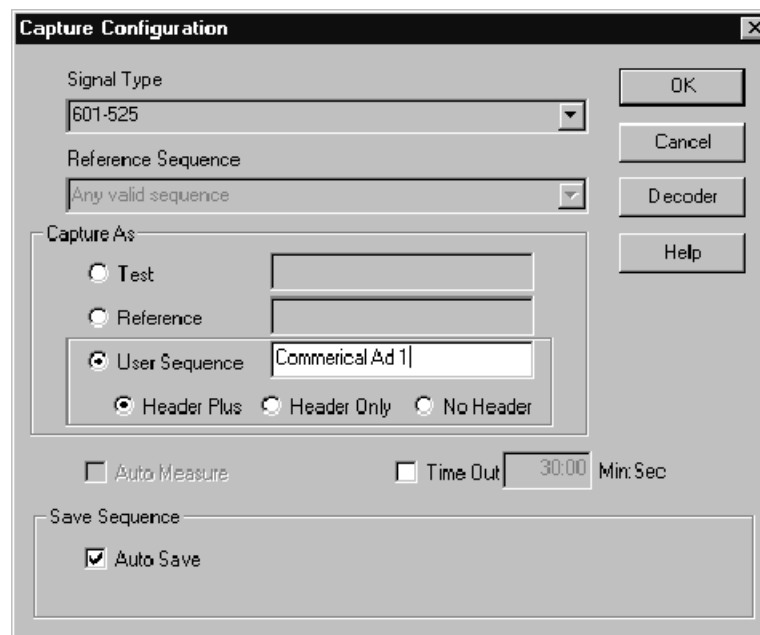 Capture Configuration
Signal Type
OK
601-525
Cancel
Reference Sequence
Any valid sequence
Decoder
Capture As
Help
Test
Reference
User Sequence Commerical Ad 1
Header Plus Header Only No Header
Auto Measure Time Out 30:00 Min:Sec
Save Sequence
Auto Save